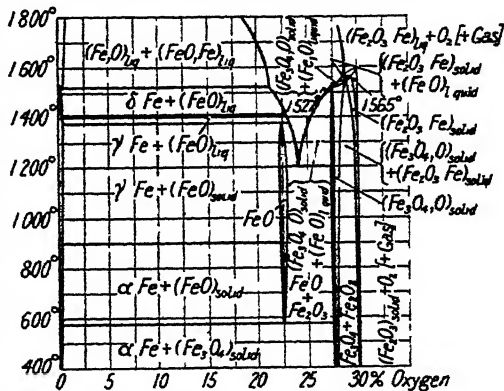 1800°
1600°
1400°
1200°
1000°
800°
600°
400°
(Fe,O)liq + (FeO,Fe)liq
δ Fe + (FeO)liq
γ Fe + (FeO)liq
γ Fe + (FeO)solid
α Fe + (FeO)solid
α Fe + (Fe3O4)solid
FeO
(Fe3O4 O)solid
+ (FeO)liquid
FeO
+
Fe2O3
1527°
1565°
(Fe3O4 O)solid
+ (FeO)liquid
(Fe2O3 Fe)liq + O2 [+ Gas]
(Fe2O3 Fe)solid
+ (FeO)liquid
(Fe2O3 Fe)solid
(Fe3O4,O)solid
+ (Fe2O3 Fe)solid
(Fe3O4,O)solid
Fe3O4 + Fe2O3
(Fe2O3)solid + O2 [+ Gas]
0 5 10 15 20 25 30% Oxygen